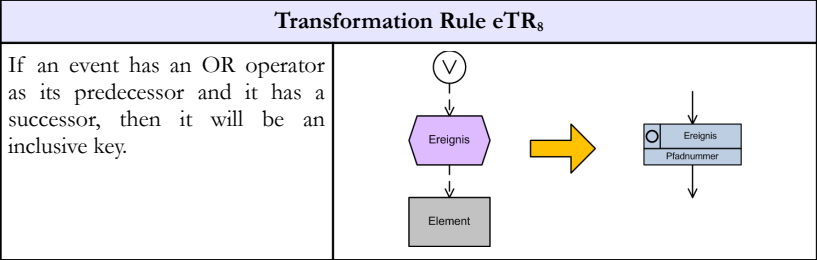 Transformation Rule eTR₈
If an event has an OR operator
as its predecessor and it has a
successor, then it will be an
inclusive key.
V
Ereignis
Element
Ereignis
Pfadnummer